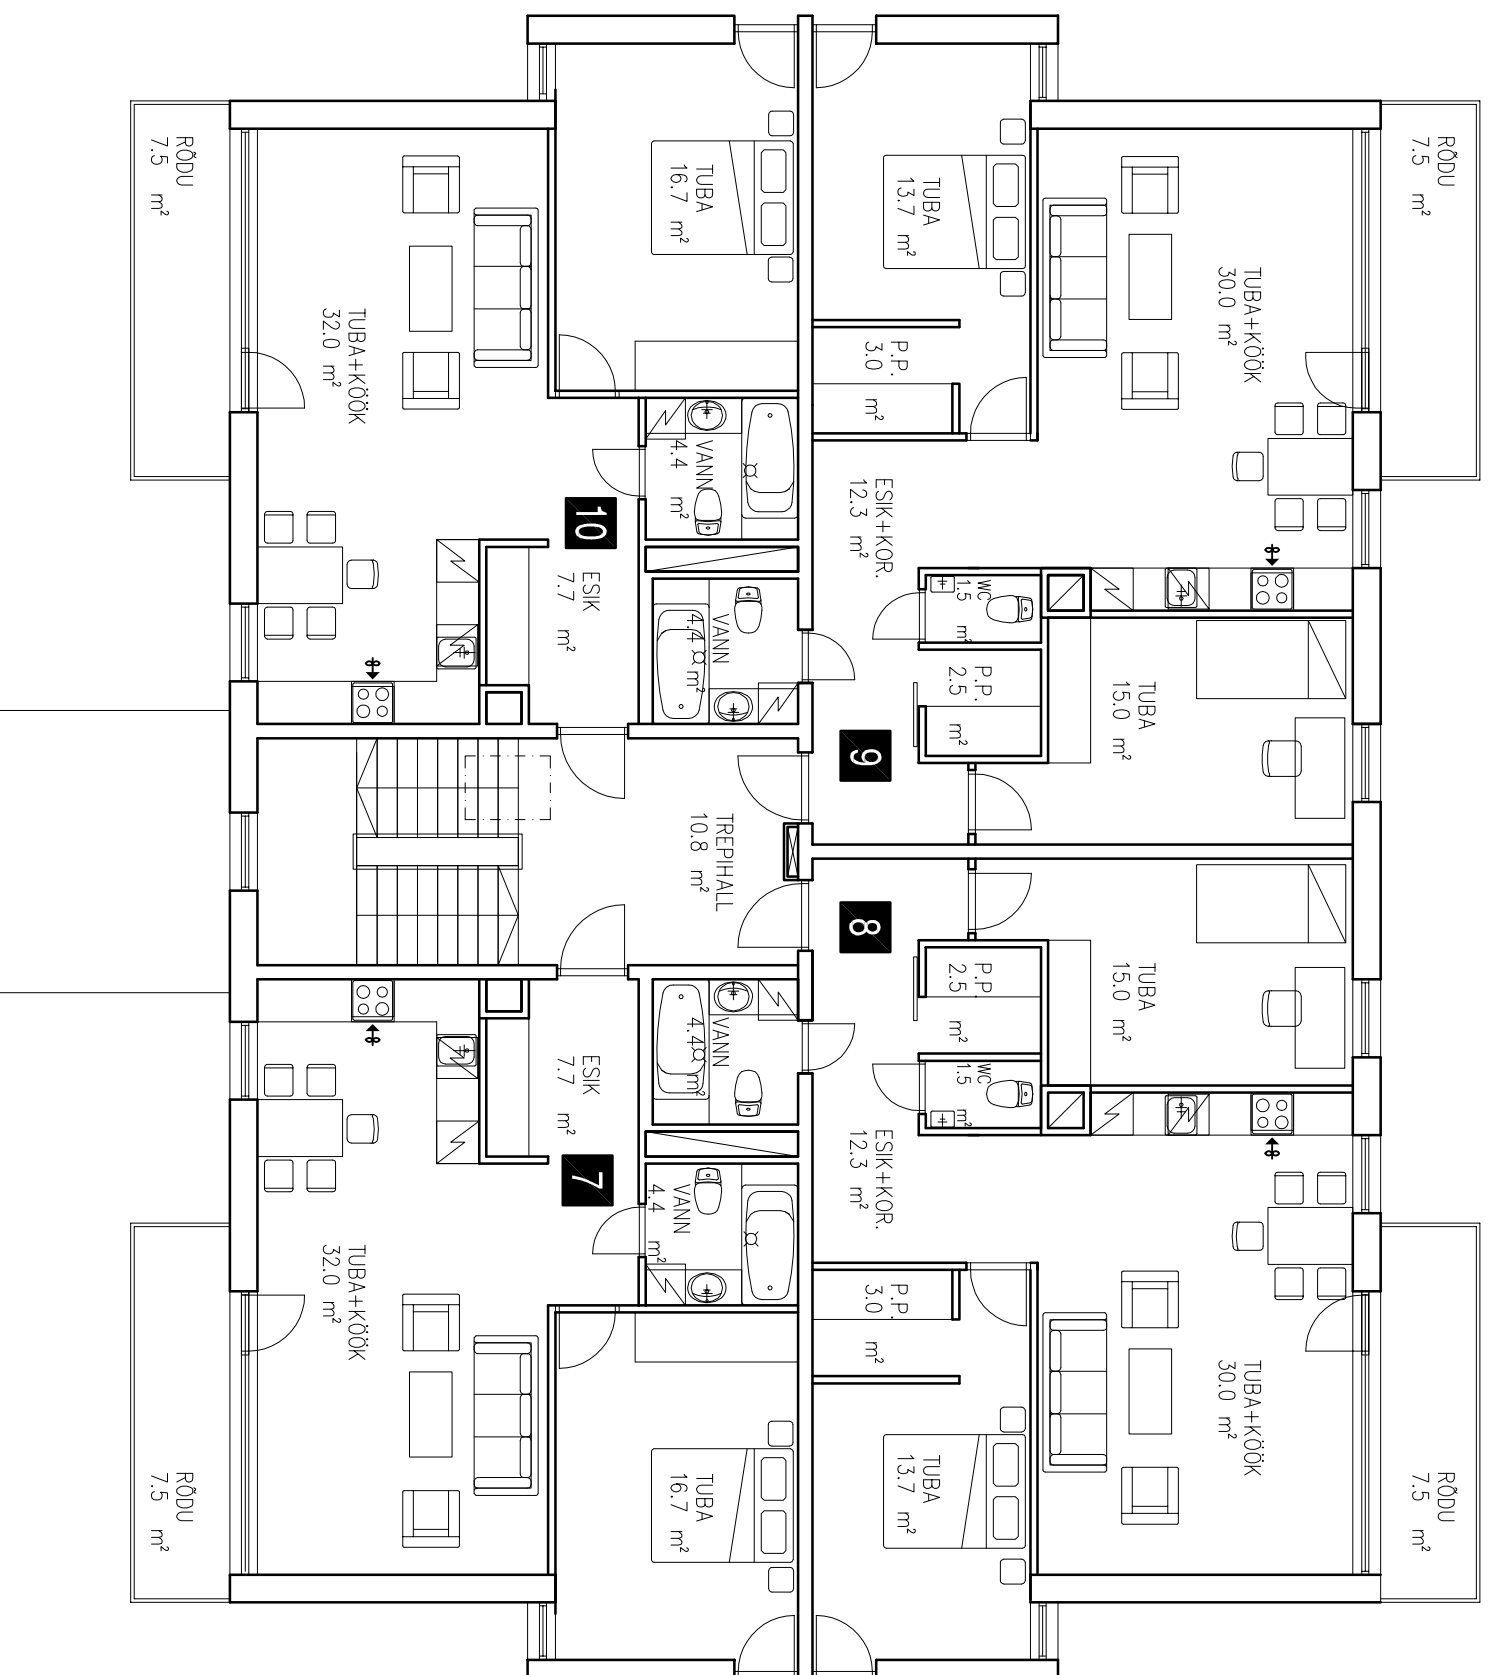 RÕDU
7.5 m²
TUBA+KÖÖK
30.0 m²
TUBA
13.7 m²
P.P.
3.0 m²
ESIK+KOR.
12.3 m²
WC
1.5 m²
P.P.
2.5 m²
TUBA
15.0 m²
9
VANN
4.4 m²
TUBA
16.7 m²
VANN
4.4 m²
10
ESIK
7.7 m²
TUBA+KÖÖK
32.0 m²
RÕDU
7.5 m²
TREPIHALL
10.8 m²
TUBA
15.0 m²
8
P.P.
2.5 m²
WC
1.5 m²
ESIK+KOR.
12.3 m²
P.P.
3.0 m²
TUBA
13.7 m²
TUBA+KÖÖK
30.0 m²
RÕDU
7.5 m²
VANN
4.4 m²
ESIK
7.7 m²
7
VANN
4.4 m²
TUBA
16.7 m²
TUBA+KÖÖK
32.0 m²
RÕDU
7.5 m²